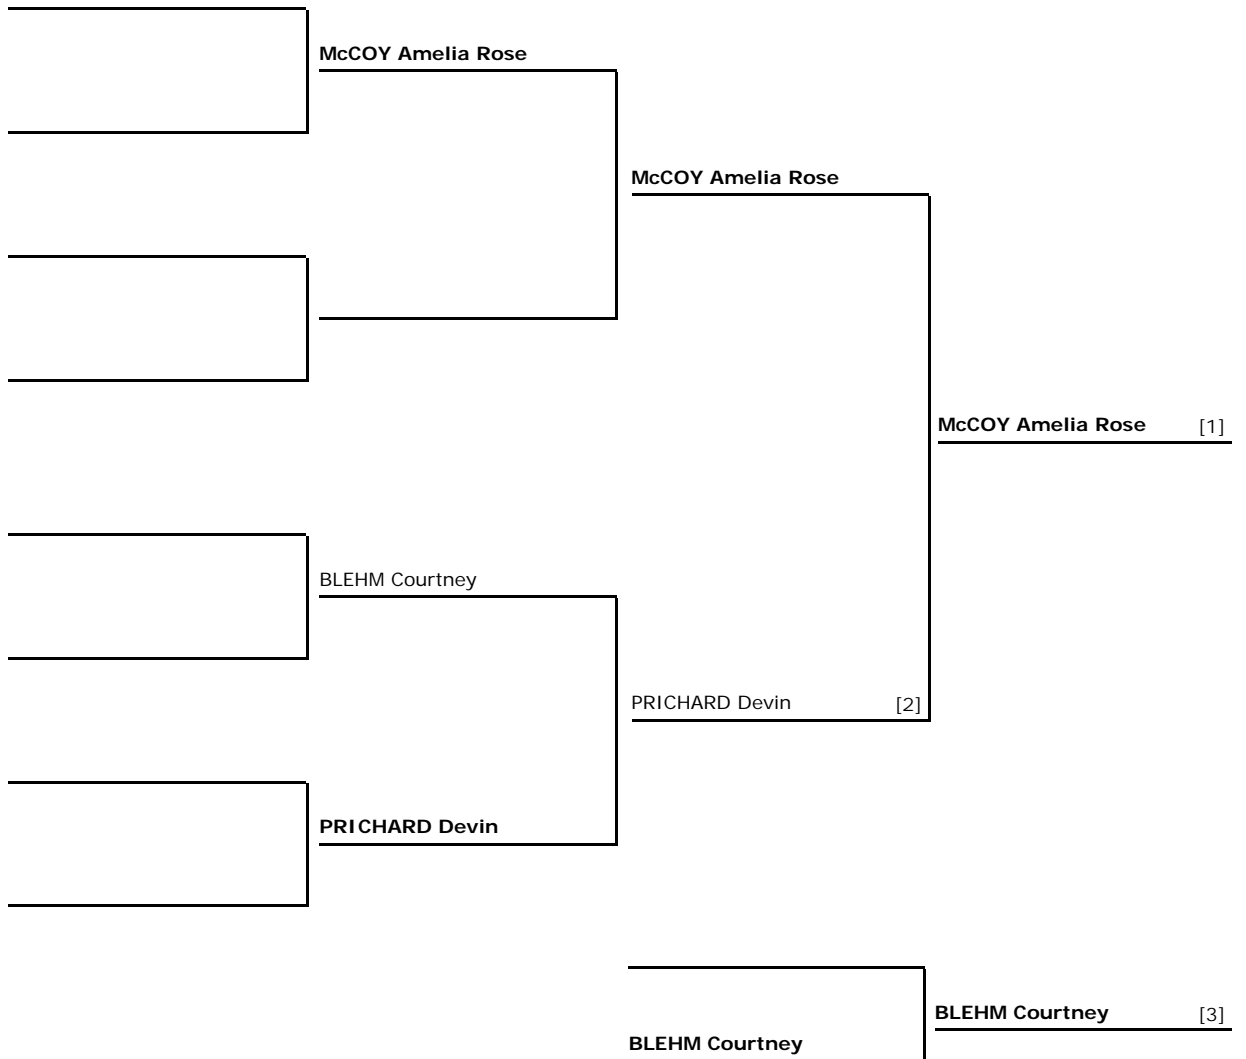 McCOY Amelia Rose
McCOY Amelia Rose
McCOY Amelia Rose [1]
BLEHM Courtney
PRICHARD Devin [2]
PRICHARD Devin
BLEHM Courtney [3]
BLEHM Courtney